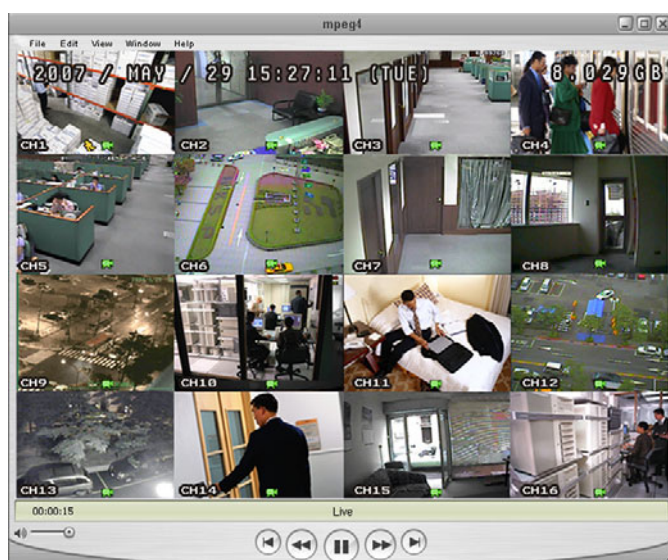 mpeg4
File Edit View Window Help
2007 / MAY / 29 15:27:11 (TUE) 8.029GB
CH1 CH2 CH3 CH4
CH5 CH6 CH7 CH8
CH9 CH10 CH11 CH12
CH13 CH14 CH15 CH16
00:00:15 Live